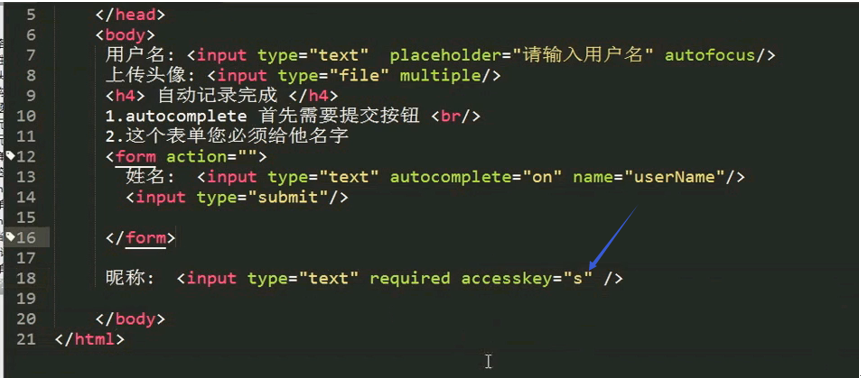 5 </head>
6 <body>
7 用户名: <input type="text"  placeholder="请输入用户名" autofocus/>
8 上传头像: <input type="file" multiple/>
9 <h4> 自动记录完成 </h4>
10 1.autocomplete 首先需要提交按钮 <br/>
11 2.这个表单您必须给他名字
12 <form action="">
13 姓名:  <input type="text" autocomplete="on" name="userName"/>
14 <input type="submit"/>
15
16 </form>
17
18 昵称:  <input type="text" required accesskey="s" />
19
20 </body>
21 </html>